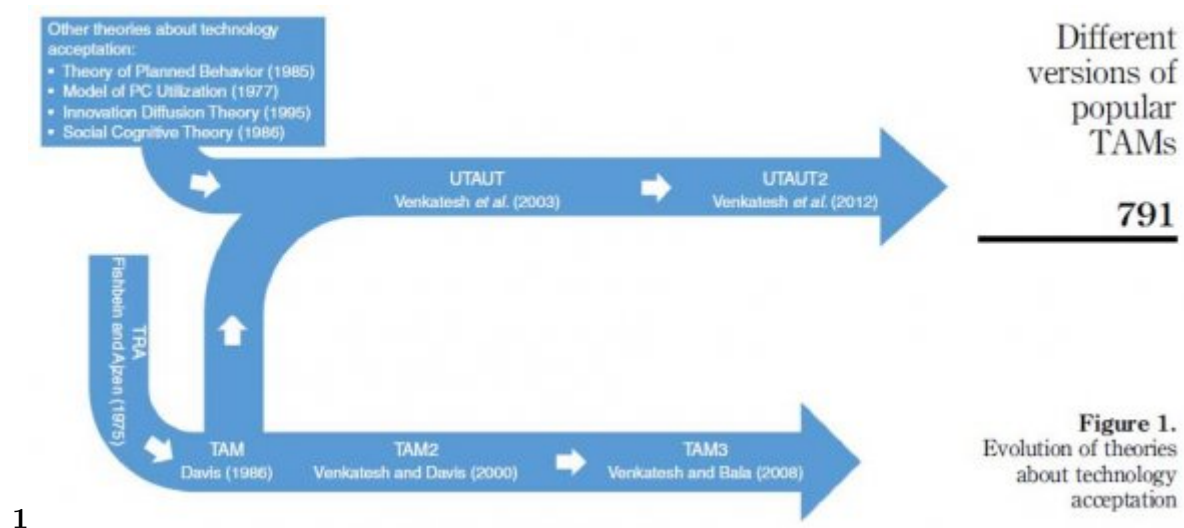 Other theories about technology
acceptation:
• Theory of Planned Behavior (1985)
• Model of PC Utilization (1977)
• Innovation Diffusion Theory (1995)
• Social Cognitive Theory (1986)
Different
versions of
popular
TAMs
791
UTAUT
Venkatesh et al. (2003)
UTAUT2
Venkatesh et al. (2012)
TRA
Fishbein and Ajzen (1975)
TAM
Davis (1986)
TAM2
Venkatesh and Davis (2000)
TAM3
Venkatesh and Bala (2008)
Figure 1.
Evolution of theories
about technology
acceptation
1